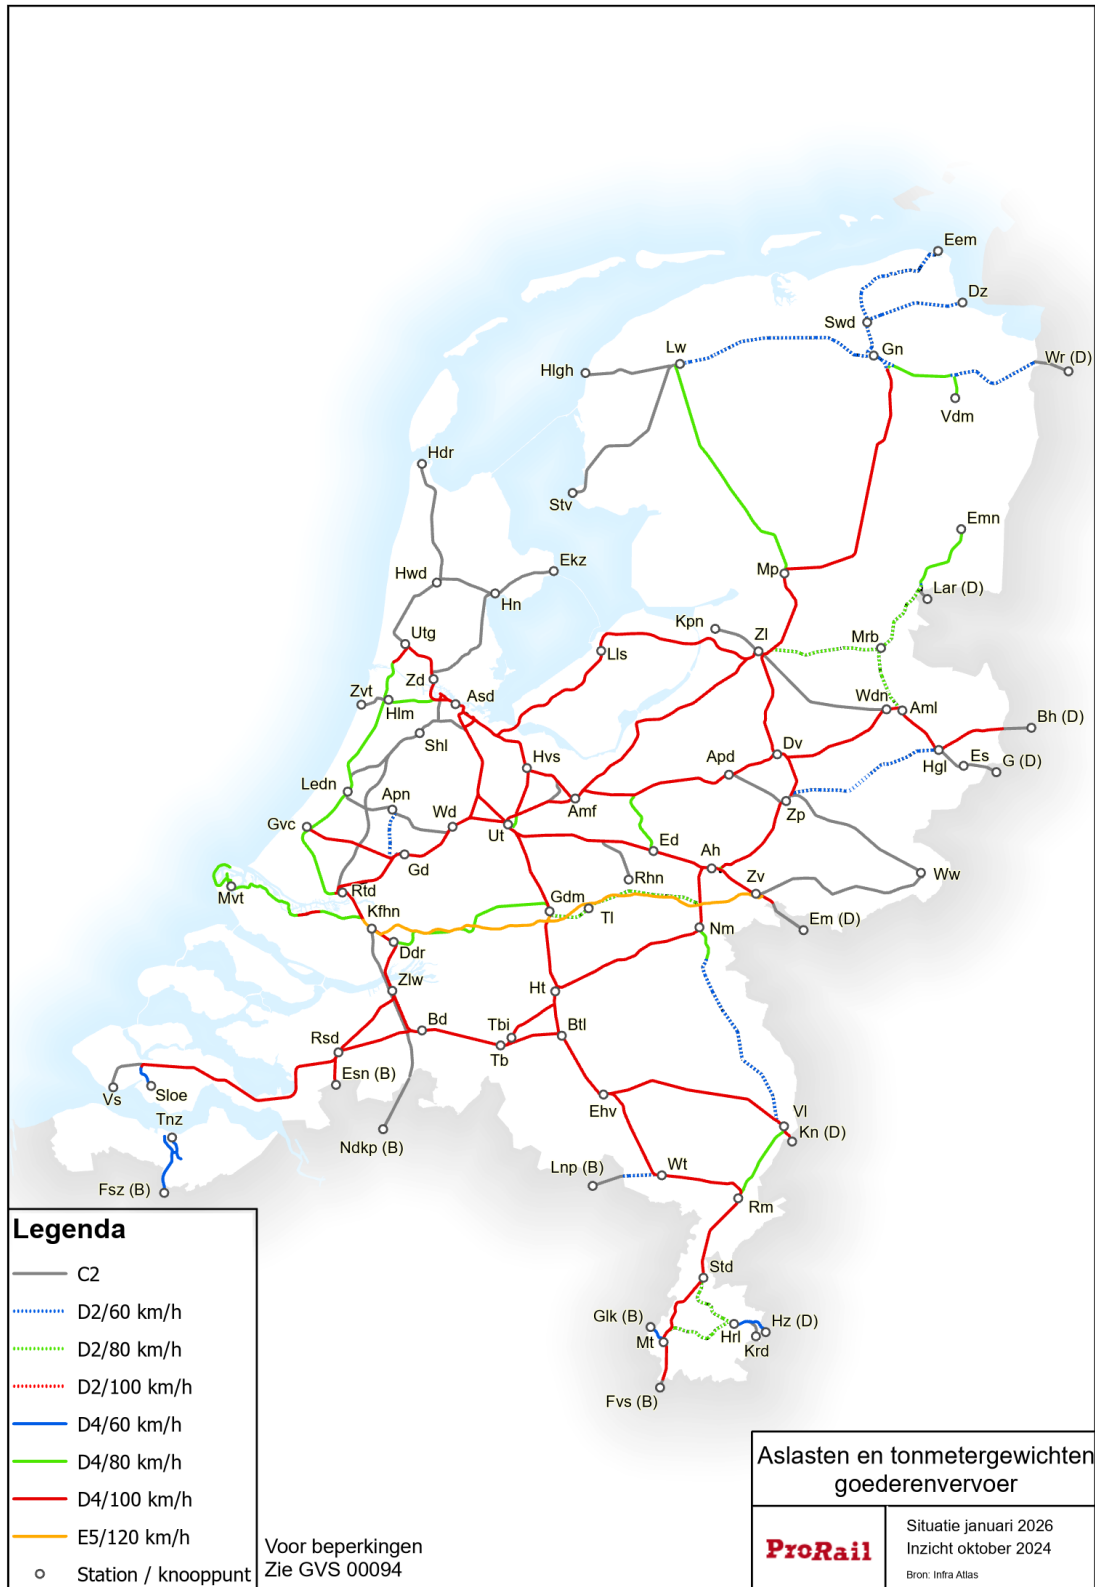 Eem
Dz
Swd
Gn
Lw
Wr (D)
Hlgh
Vdm
Hdr
Stv
Emn
Ekz
Mp
Hwd
Lar (D)
Hn
Kpn
Zl
Utg
Mrb
Lls
Zd
Zvt
Asd
Wdn
Aml
Hlm
Bh (D)
Shl
Dv
Hvs
Apd
Es
G (D)
Hgl
Ledn
Apn
Amf
Zp
Gvc
Wd
Ut
Ed
Ah
Gd
Rhn
Zv
Ww
Mvt
Rtd
Gdm
Tl
Kfhn
Em (D)
Nm
Ddr
Zlw
Ht
Bd
Tbi
Btl
Rsd
Tb
Esn (B)
Vs
Sloe
Ehv
Tnz
Vl
Kn (D)
Ndkp (B)
Lnp (B)
Wt
Fsz (B)
Rm
Std
Glk (B)
Hz (D)
Mt
Hrl
Krd
Fvs (B)
Legenda
C2
D2/60 km/h
D2/80 km/h
D2/100 km/h
D4/60 km/h
D4/80 km/h
D4/100 km/h
E5/120 km/h
Station / knooppunt
Voor beperkingen
Zie GVS 00094
Aslasten en tonmetergewichten
goederenvervoer
ProRail
Situatie januari 2026
Inzicht oktober 2024
Bron: Infra Atlas